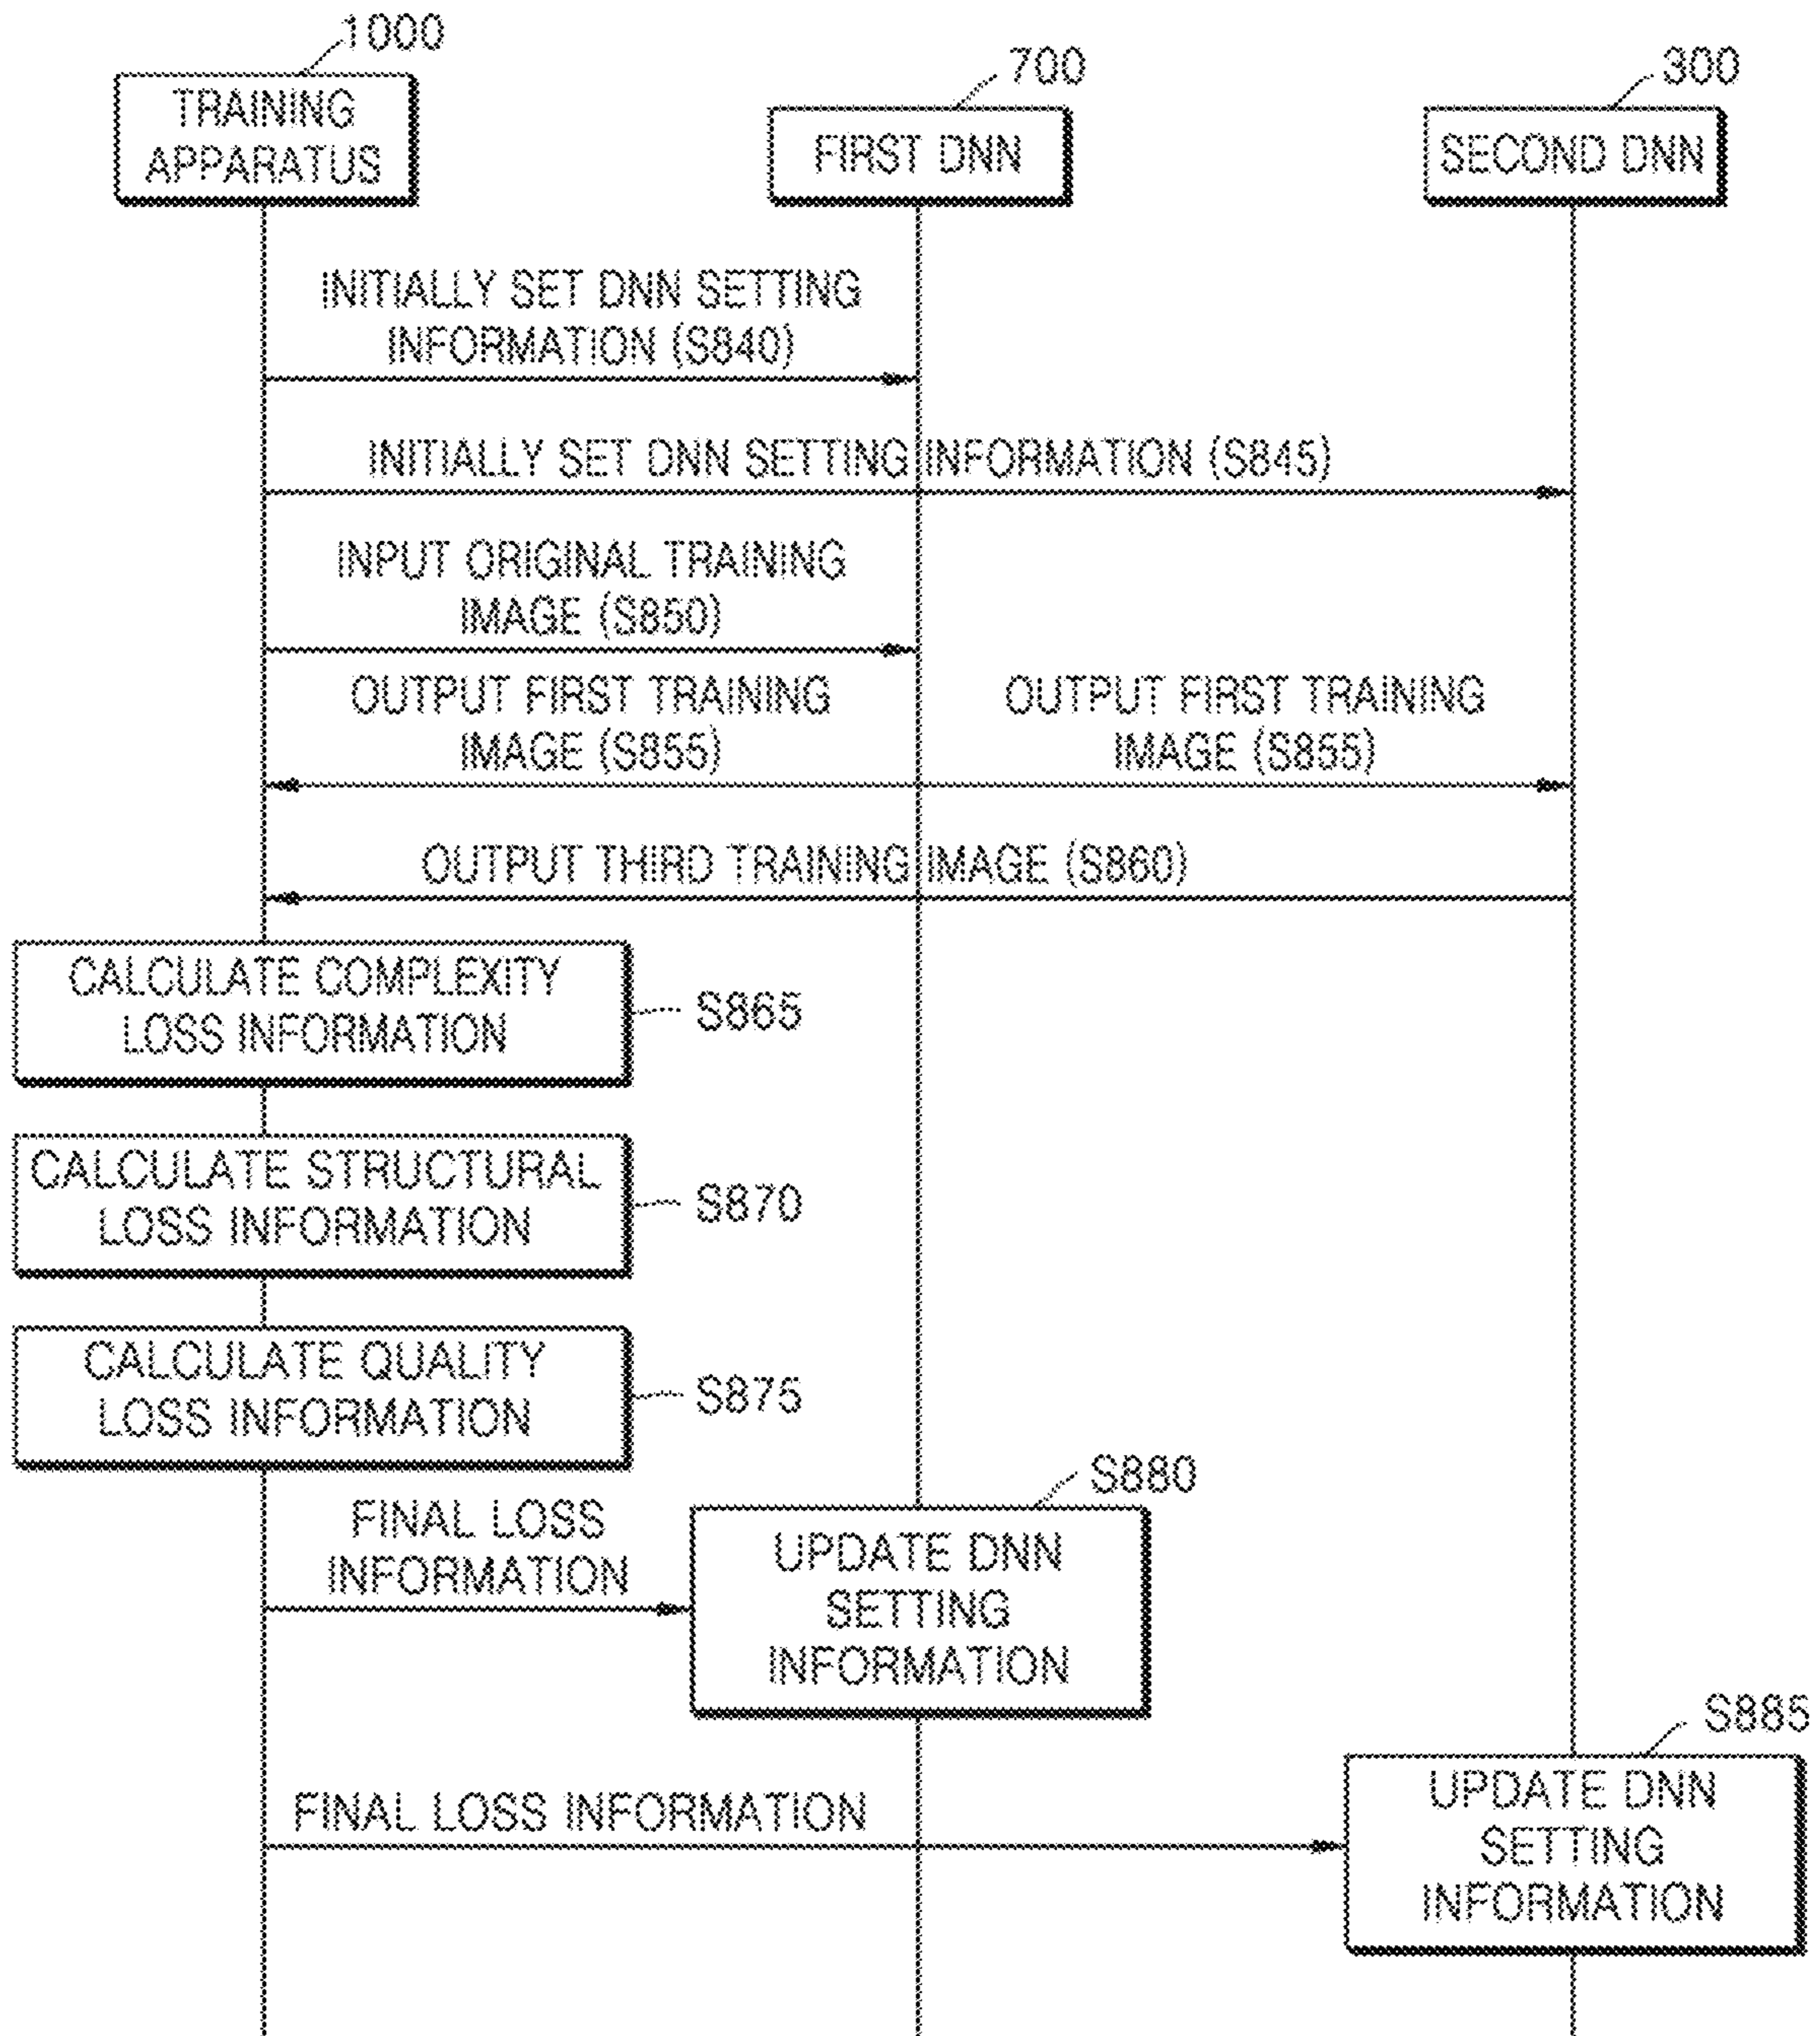 1000
700
300
TRAINING
APPARATUS
FIRST DNN
SECOND DNN
INITIALLY SET DNN SETTING
INFORMATION (S840)
INITIALLY SET DNN SETTING INFORMATION (S845)
INPUT ORIGINAL TRAINING
IMAGE (S850)
OUTPUT FIRST TRAINING
IMAGE (S855)
OUTPUT FIRST TRAINING
IMAGE (S855)
OUTPUT THIRD TRAINING IMAGE (S860)
CALCULATE COMPLEXITY
LOSS INFORMATION
S865
CALCULATE STRUCTURAL
LOSS INFORMATION
S870
CALCULATE QUALITY
LOSS INFORMATION
S875
S880
FINAL LOSS
INFORMATION
UPDATE DNN
SETTING
INFORMATION
S885
FINAL LOSS INFORMATION
UPDATE DNN
SETTING
INFORMATION